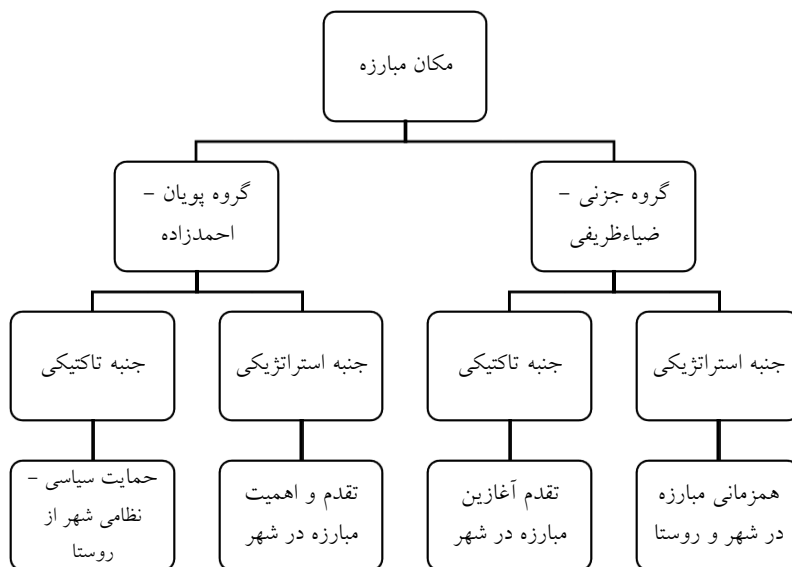 مکان مبارزه
گروه جزنی –
ضیاءظریفی
گروه پویان –
احمدزاده
جنبه استراتژیکی
جنبه تاکتیکی
جنبه استراتژیکی
جنبه تاکتیکی
همزمانی مبارزه
در شهر و روستا
تقدم آغازین
مبارزه در شهر
تقدم و اهمیت
مبارزه در شهر
حمایت سیاسی –
نظامی شهر از
روستا